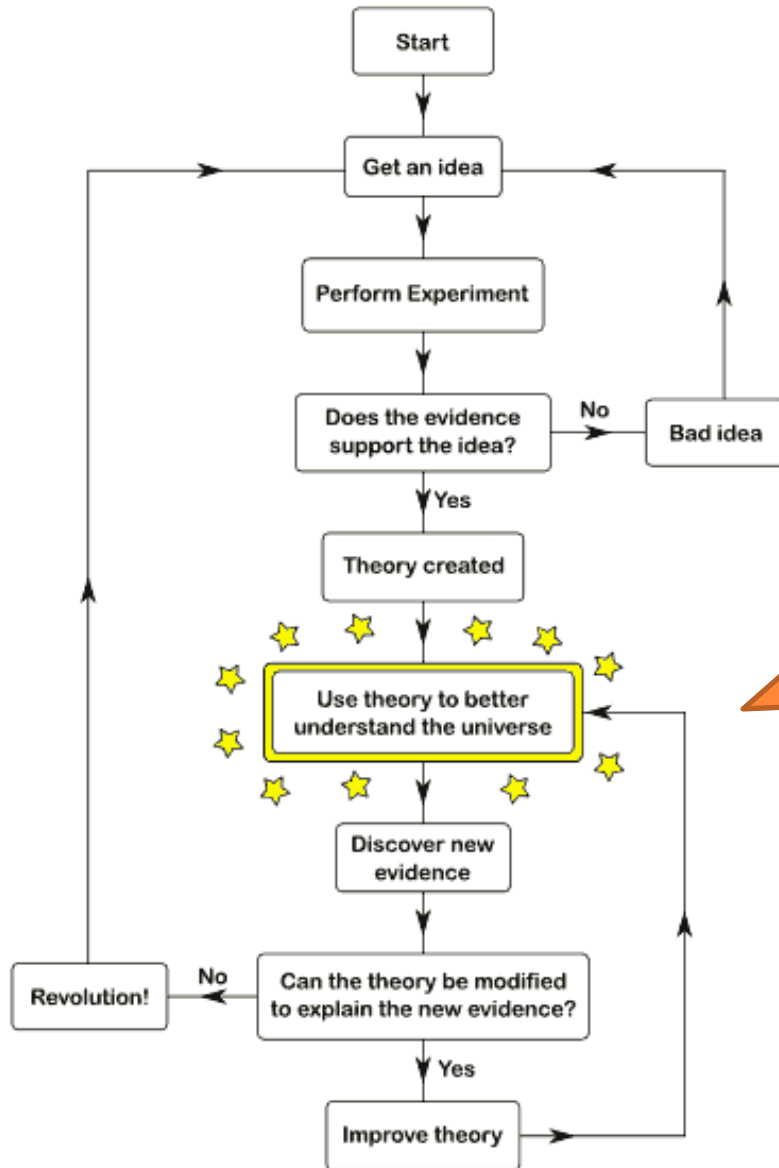 Start
Get an idea
Perform Experiment
Does the evidence
support the idea?
No
Bad idea
Yes
Theory created
Use theory to better
understand the universe
Discover new
evidence
Can the theory be modified
to explain the new evidence?
No
Revolution!
Yes
Improve theory